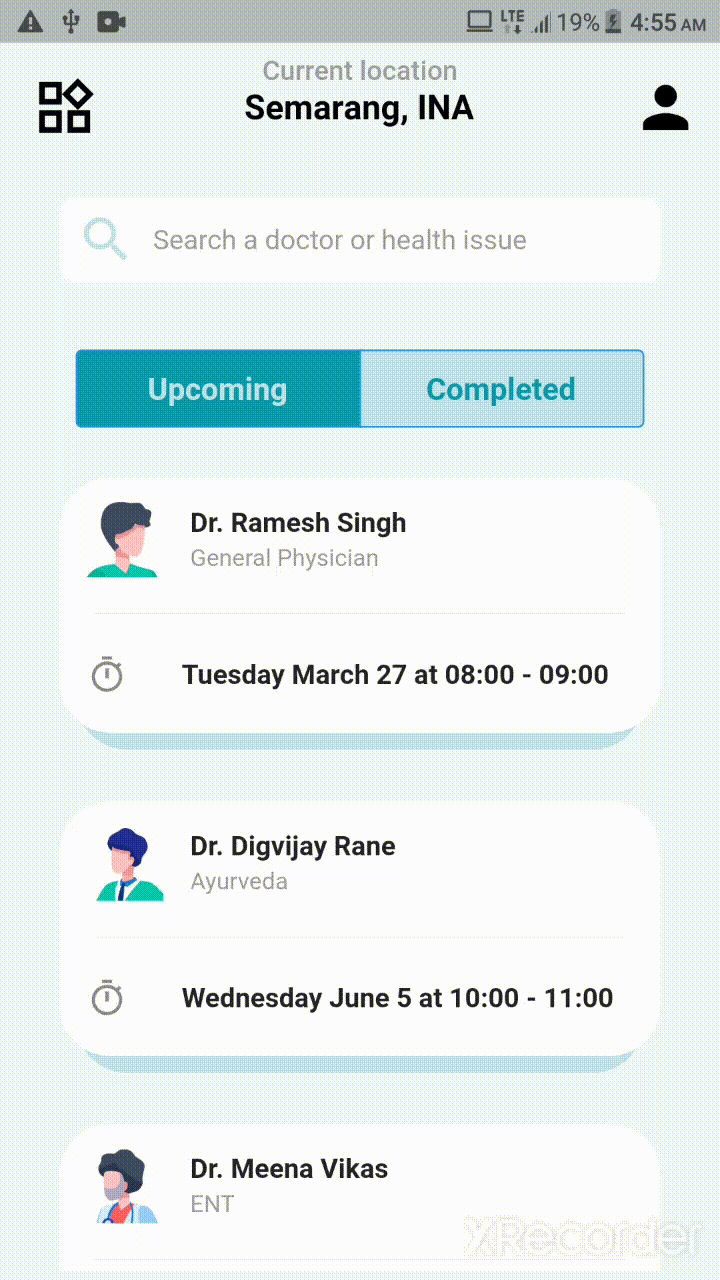 LTE 19% 4:55 AM
Current location
Semarang, INA
Search a doctor or health issue
Upcoming Completed
Dr. Ramesh Singh
General Physician
Tuesday March 27 at 08:00 - 09:00
Dr. Digvijay Rane
Ayurveda
Wednesday June 5 at 10:00 - 11:00
Dr. Meena Vikas
ENT
XRecorder